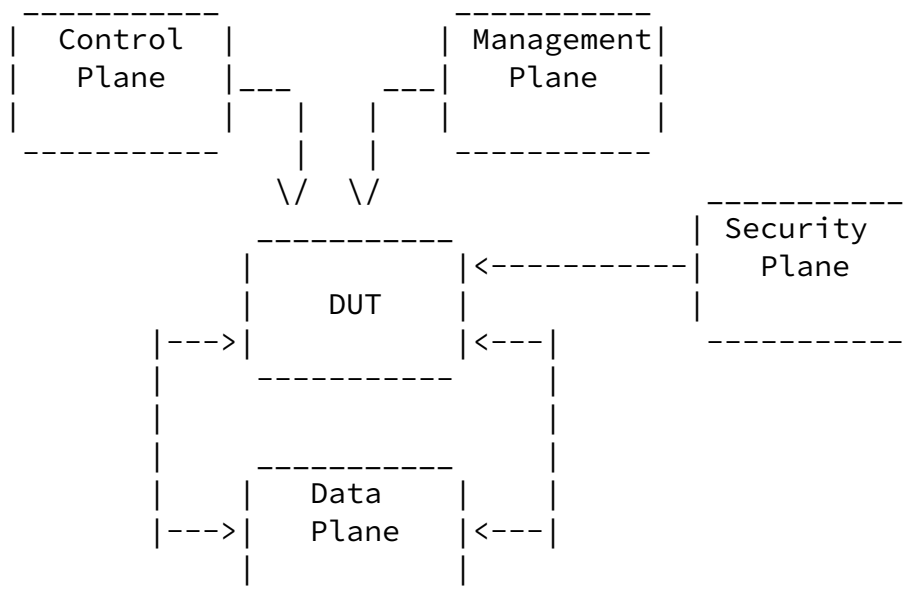 Control
Plane
Management
Plane
Security
Plane
DUT
Data
Plane